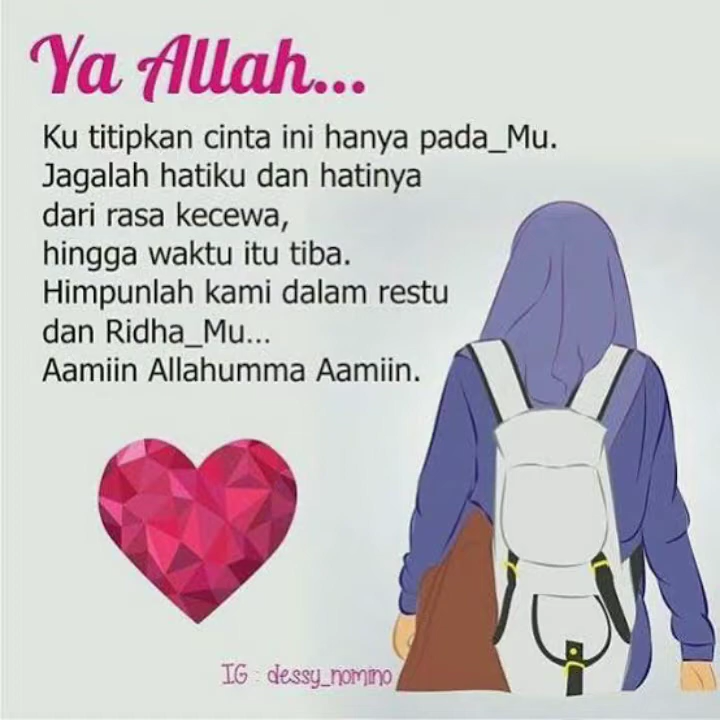 Ya Allah...
Ku titipkan cinta ini hanya pada_Mu.
Jagalah hatiku dan hatinya
dari rasa kecewa,
hingga waktu itu tiba.
Himpunlah kami dalam restu
dan Ridha_Mu...
Aamiin Allahumma Aamiin.
IG : dessy_nomino